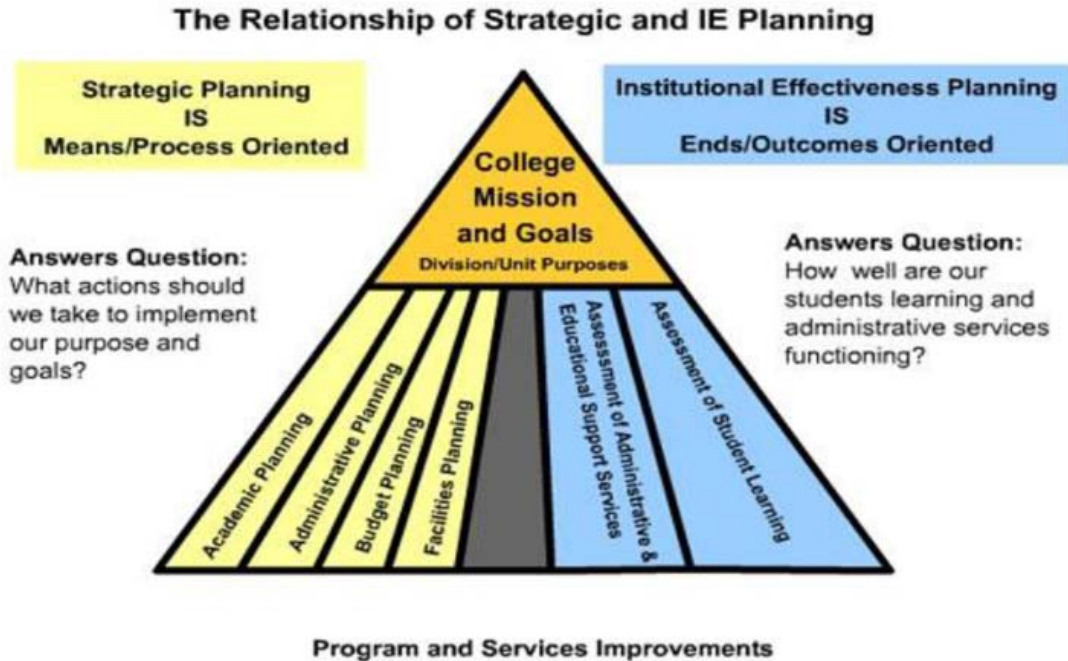 The Relationship of Strategic and IE Planning
Strategic Planning
IS
Means/Process Oriented
Institutional Effectiveness Planning
IS
Ends/Outcomes Oriented
College
Mission
and Goals
Division/Unit Purposes
Answers Question:
What actions should
we take to implement
our purpose and
goals?
Answers Question:
How well are our
students learning and
administrative services
functioning?
Academic Planning
Administrative Planning
Budget Planning
Facilities Planning
Assesssment of Administrative &
Educational Support Services
Assessment of Student Learning
Program and Services Improvements